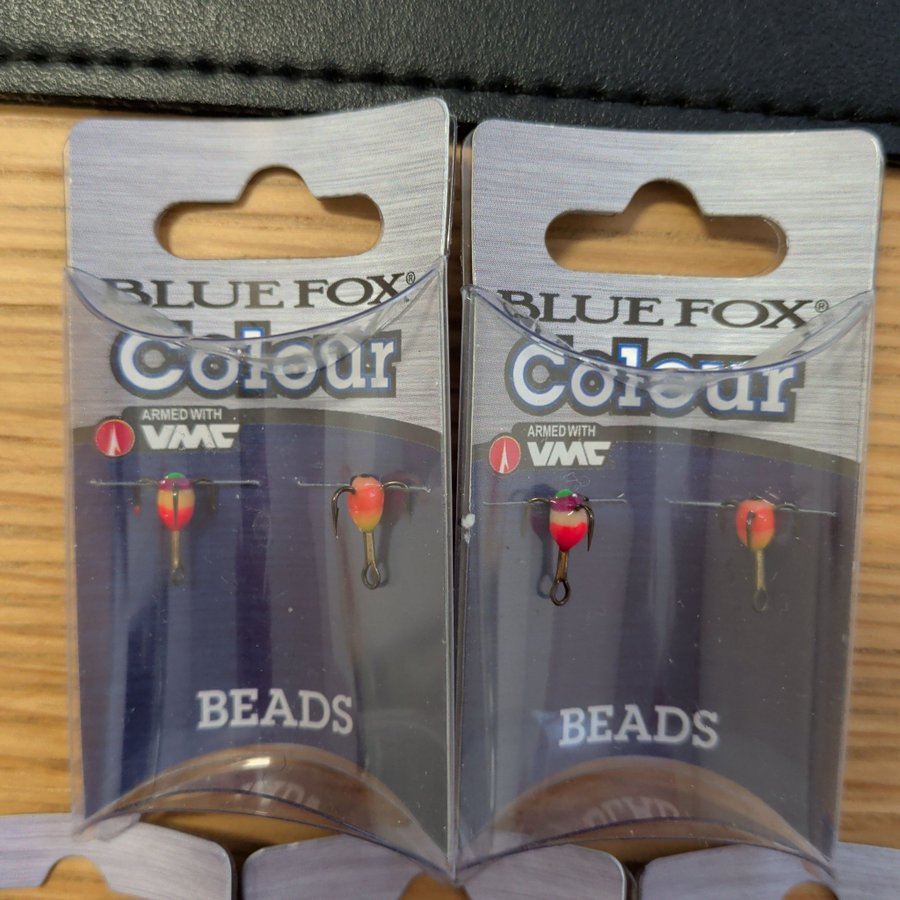 BLUE FOX®
Colour
ARMED WITH
VMC
BEADS
BLUE FOX®
Colour
ARMED WITH
VMC
BEADS